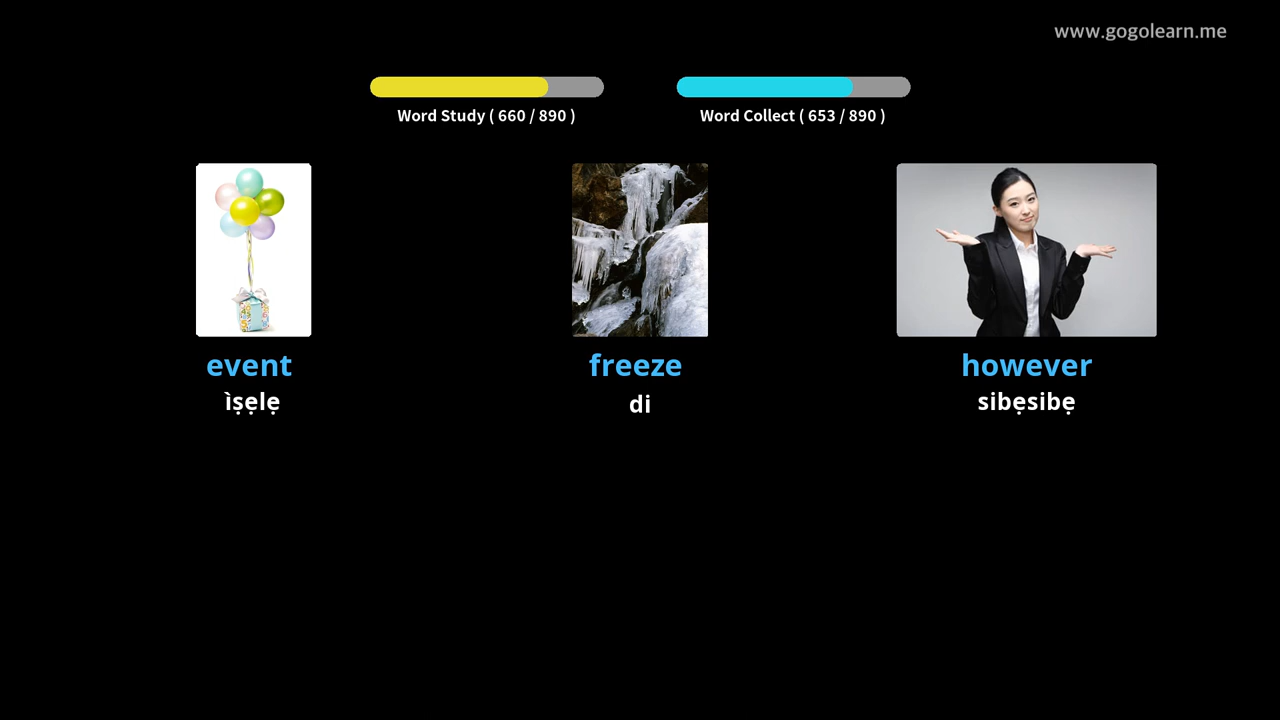 www.gogolearn.me
Word Study ( 660 / 890 )
Word Collect ( 653 / 890 )
event
freeze
however
ìṣẹlẹ
di
sibẹsibẹ